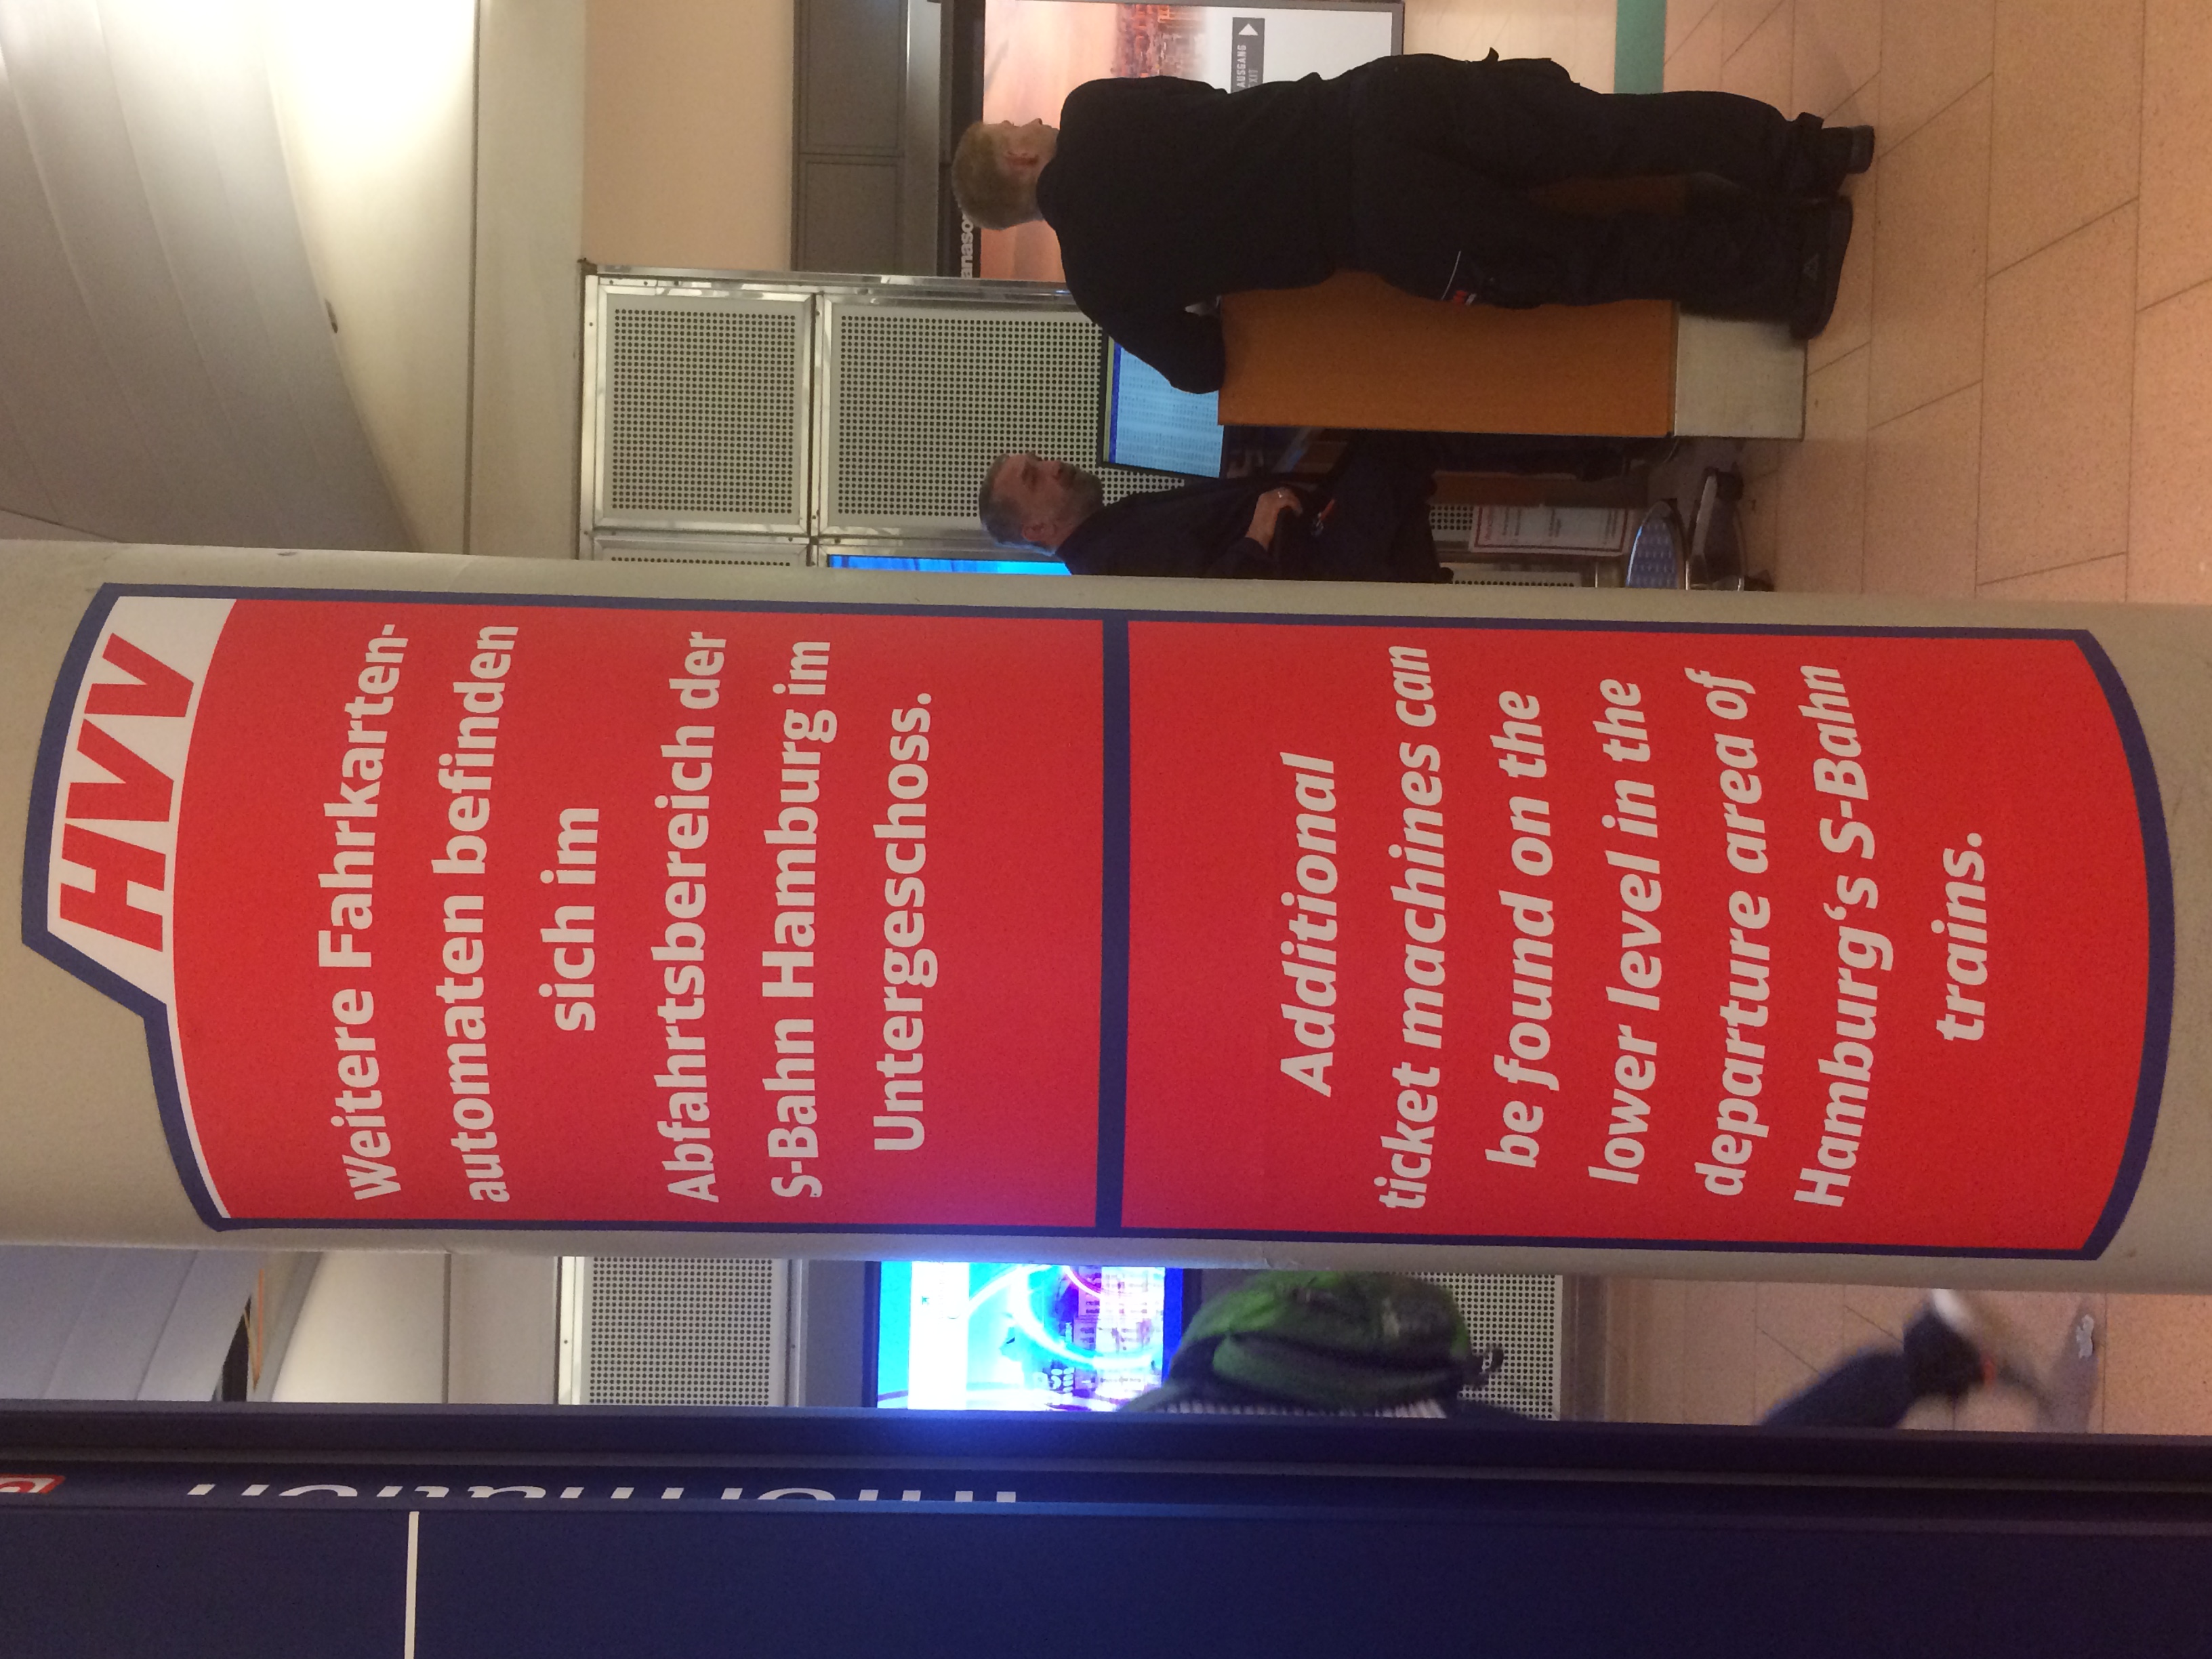 HVV
Weitere Fahrkarten-
automaten befinden
sich im
Abfahrtsbereich der
S-Bahn Hamburg im
Untergeschoss.
Additional
ticket machines can
be found on the
lower level in the
departure area of
Hamburg‘s S-Bahn
trains.
AUSGANG
EXIT